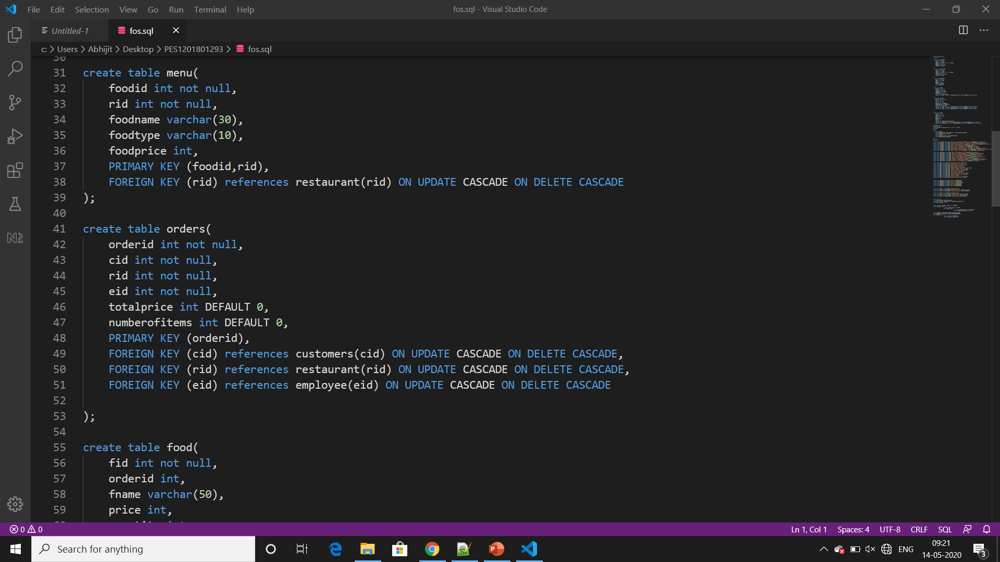 File Edit Selection View Go Run Terminal Help
fos.sql - Visual Studio Code
Untitled-1
fos.sql
c: > Users > Abhijit > Desktop > PES1201801293 > fos.sql
30
31 create table menu(
32 foodid int not null,
33 rid int not null,
34 foodname varchar(30),
35 foodtype varchar(10),
36 foodprice int,
37 PRIMARY KEY (foodid,rid),
38 FOREIGN KEY (rid) references restaurant(rid) ON UPDATE CASCADE ON DELETE CASCADE
39 );
40
41 create table orders(
42 orderid int not null,
43 cid int not null,
44 rid int not null,
45 eid int not null,
46 totalprice int DEFAULT 0,
47 numberofitems int DEFAULT 0,
48 PRIMARY KEY (orderid),
49 FOREIGN KEY (cid) references customers(cid) ON UPDATE CASCADE ON DELETE CASCADE,
50 FOREIGN KEY (rid) references restaurant(rid) ON UPDATE CASCADE ON DELETE CASCADE,
51 FOREIGN KEY (eid) references employee(eid) ON UPDATE CASCADE ON DELETE CASCADE
52
53 );
54
55 create table food(
56 fid int not null,
57 orderid int,
58 fname varchar(50),
59 price int,
0 0
Ln 1, Col 1 Spaces: 4 UTF-8 CRLF SQL
Search for anything
ENG
09:21
14-05-2020
3